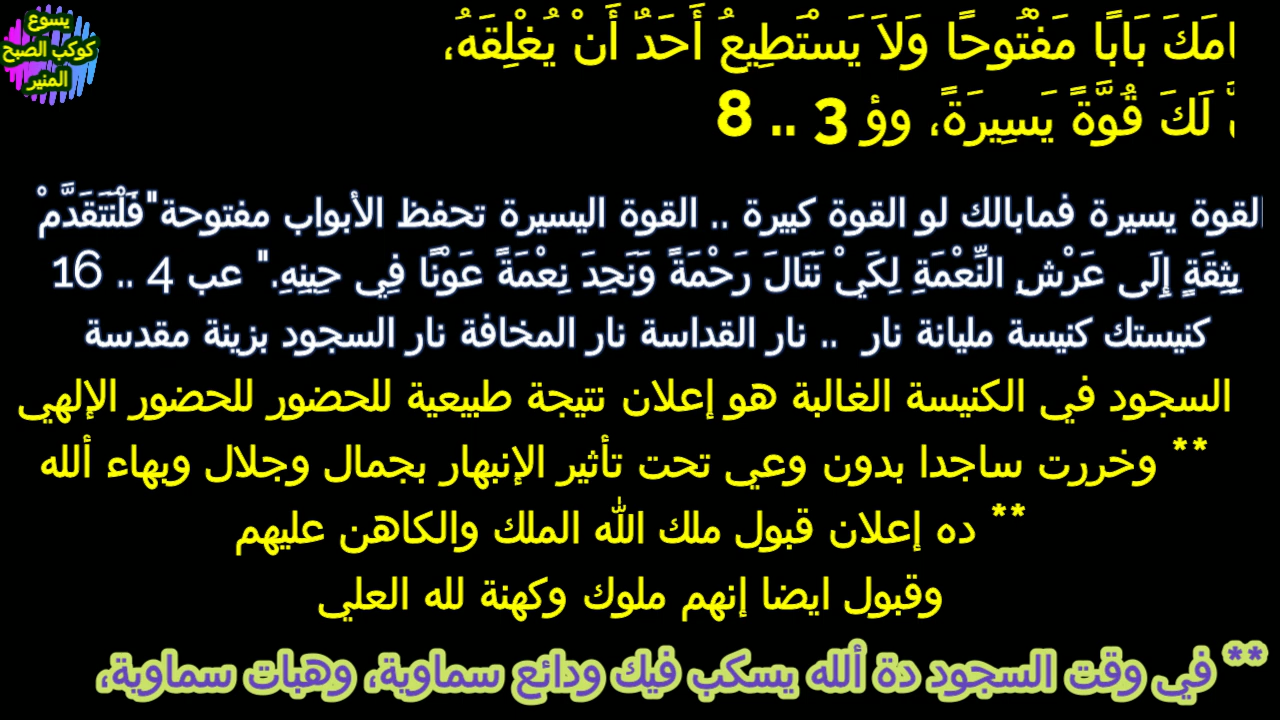 يسوع
كوكب الصبح
المنير
بَابًا مَفْتُوحًا وَلاَ يَسْتَطِيعُ أَحَدٌ أَنْ يُغْلِقَهُ،
لَكَ قُوَّةً يَسِيرَةً، وؤ 3 .. 8
القوة يسيرة فمابالك لو القوة كبيرة .. القوة اليسيرة تحفظ الأبواب مفتوحة"فَلْنَتَقَدَّمْ
بِثِقَةٍ إِلَى عَرْشِ النِّعْمَةِ لِكَيْ نَنَالَ رَحْمَةً وَنَجِدَ نِعْمَةً عَوْنًا فِي حِينِهِ." عب 4 .. 16
كنيستك كنيسة مليانة نار .. نار القداسة نار المخافة نار السجود بزينة مقدسة
السجود في الكنيسة الغالبة هو إعلان نتيجة طبيعية للحضور للحضور الإلهي
** وخررت ساجدا بدون وعي تحت تأثير الإنبهار بجمال وجلال وبهاء ألله
** ده إعلان قبول ملك الله الملك والكاهن عليهم
وقبول ايضا إنهم ملوك وكهنة لله العلي
** في وقت السجود دة ألله يسكب فيك ودائع سماوية، وهبات سماوية،